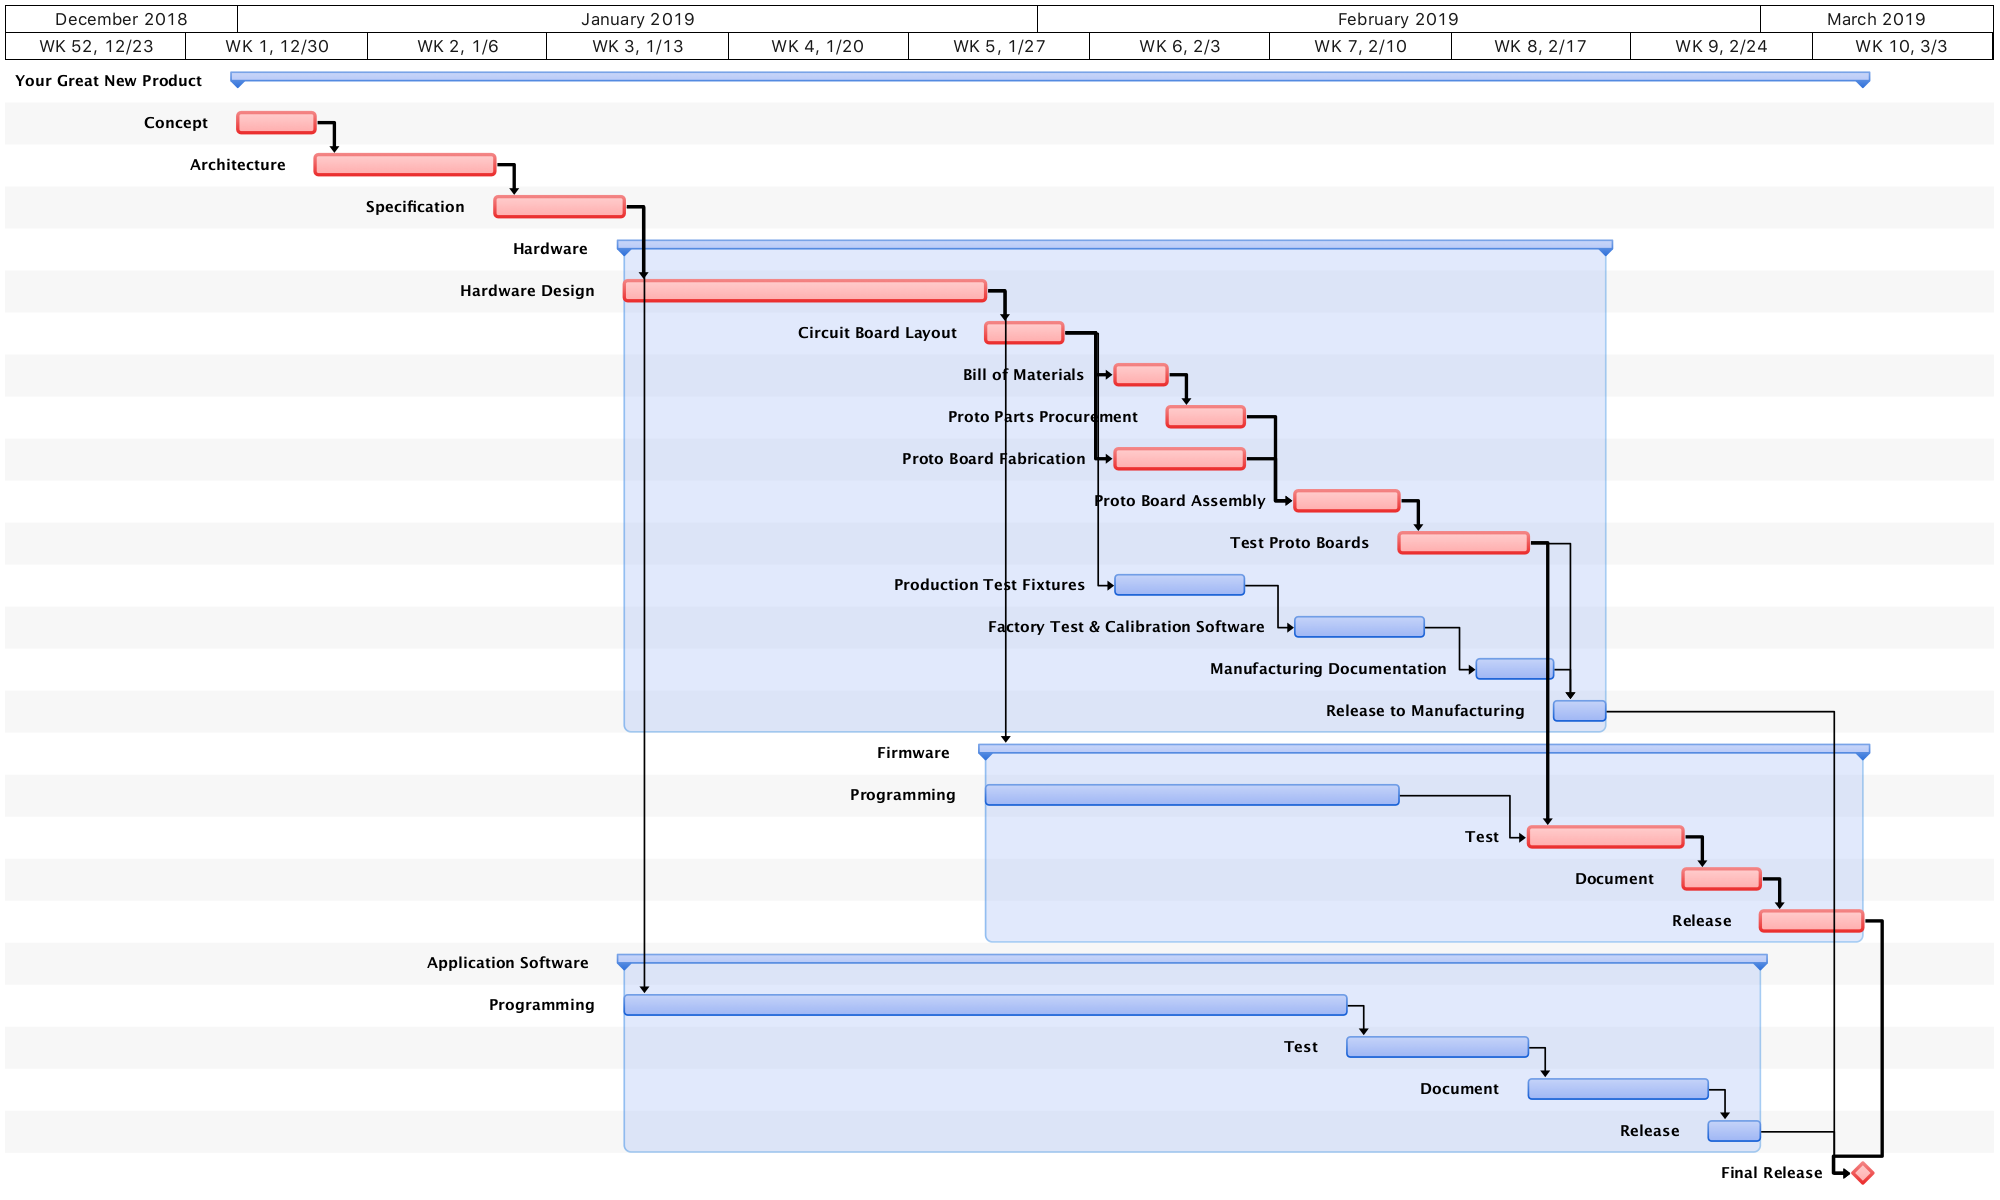 December 2018 January 2019 February 2019 March 2019
WK 52, 12/23 WK 1, 12/30 WK 2, 1/6 WK 3, 1/13 WK 4, 1/20 WK 5, 1/27 WK 6, 2/3 WK 7, 2/10 WK 8, 2/17 WK 9, 2/24 WK 10, 3/3
Your Great New Product
Concept
Architecture
Specification
Hardware
Hardware Design
Circuit Board Layout
Bill of Materials
Proto Parts Procurement
Proto Board Fabrication
Proto Board Assembly
Test Proto Boards
Production Test Fixtures
Factory Test & Calibration Software
Manufacturing Documentation
Release to Manufacturing
Firmware
Programming
Test
Document
Release
Application Software
Programming
Test
Document
Release
Final Release